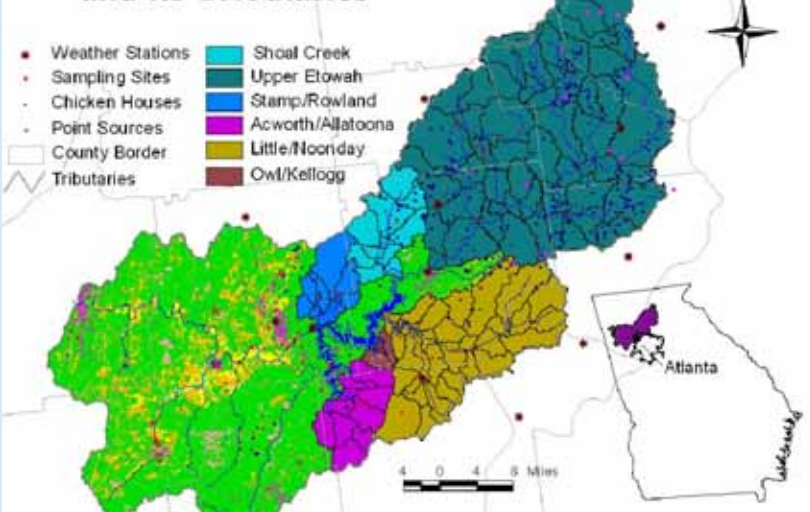 Weather Stations
Sampling Sites
Chicken Houses
Point Sources
County Border
Tributaries
Shoal Creek
Upper Etowah
Stamp/Rowland
Acworth/Allatoona
Little/Noonday
Owl/Kellogg
Atlanta
4 0 4 8 Miles